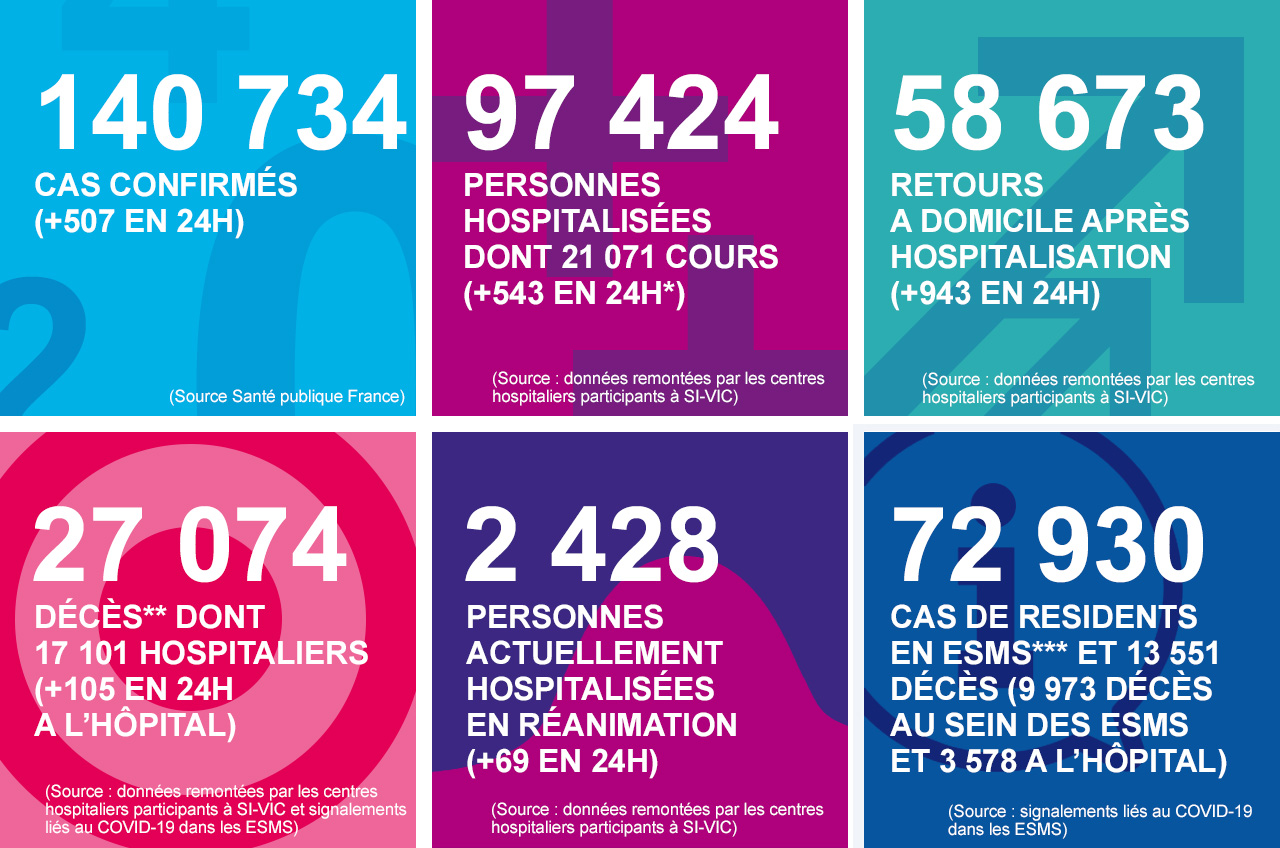 140 734
CAS CONFIRMÉS
(+507 EN 24H)
(Source Santé publique France)
97 424
PERSONNES
HOSPITALISÉES
DONT 21 071 COURS
(+543 EN 24H*)
(Source : données remontées par les centres
hospitaliers participants à SI-VIC)
58 673
RETOURS
A DOMICILE APRÈS
HOSPITALISATION
(+943 EN 24H)
(Source : données remontées par les centres
hospitaliers participants à SI-VIC)
27 074
DÉCÈS** DONT
17 101 HOSPITALIERS
(+105 EN 24H
A L’HÔPITAL)
(Source : données remontées par les centres
hospitaliers participants à SI-VIC et signalements
liés au COVID-19 dans les ESMS)
2 428
PERSONNES
ACTUELLEMENT
HOSPITALISÉES
EN RÉANIMATION
(+69 EN 24H)
(Source : données remontées par les centres
hospitaliers participants à SI-VIC)
72 930
CAS DE RESIDENTS
EN ESMS*** ET 13 551
DÉCÈS (9 973 DÉCÈS
AU SEIN DES ESMS
ET 3 578 A L’HÔPITAL)
(Source : signalements liés au COVID-19
dans les ESMS)